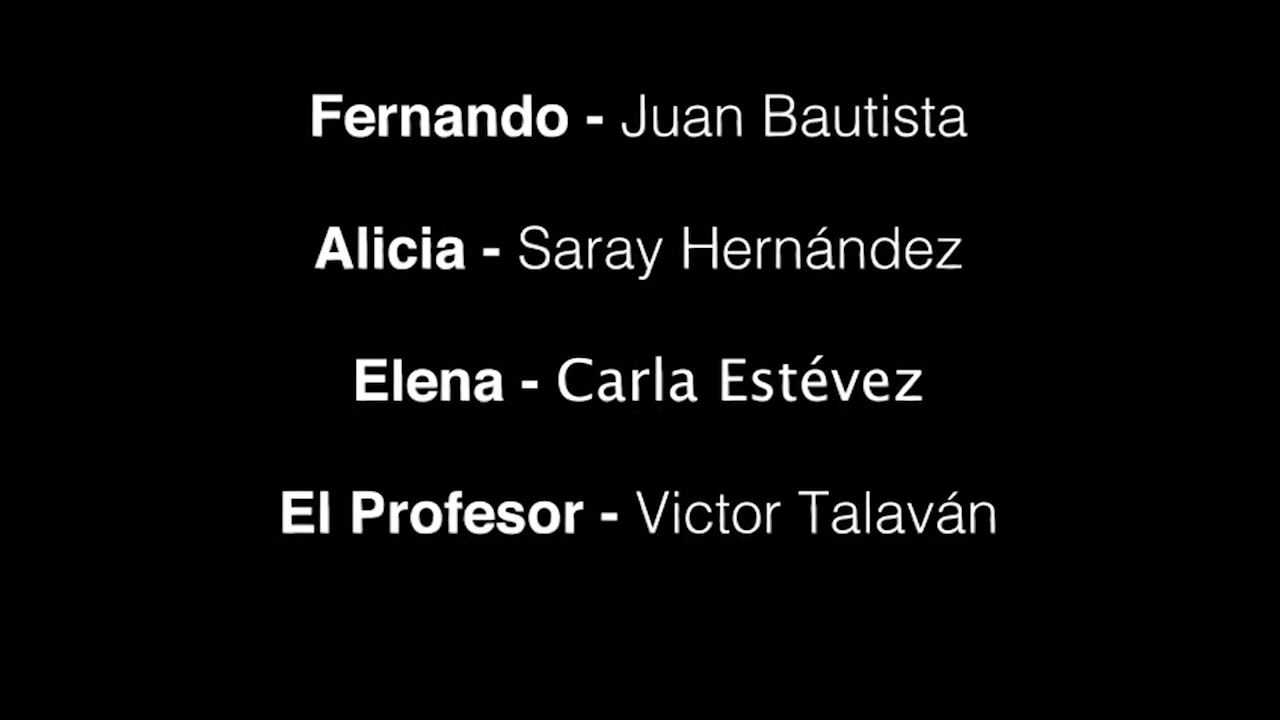 Fernando - Juan Bautista
Alicia - Saray Hernández
Elena - Carla Estévez
El Profesor - Victor Talaván